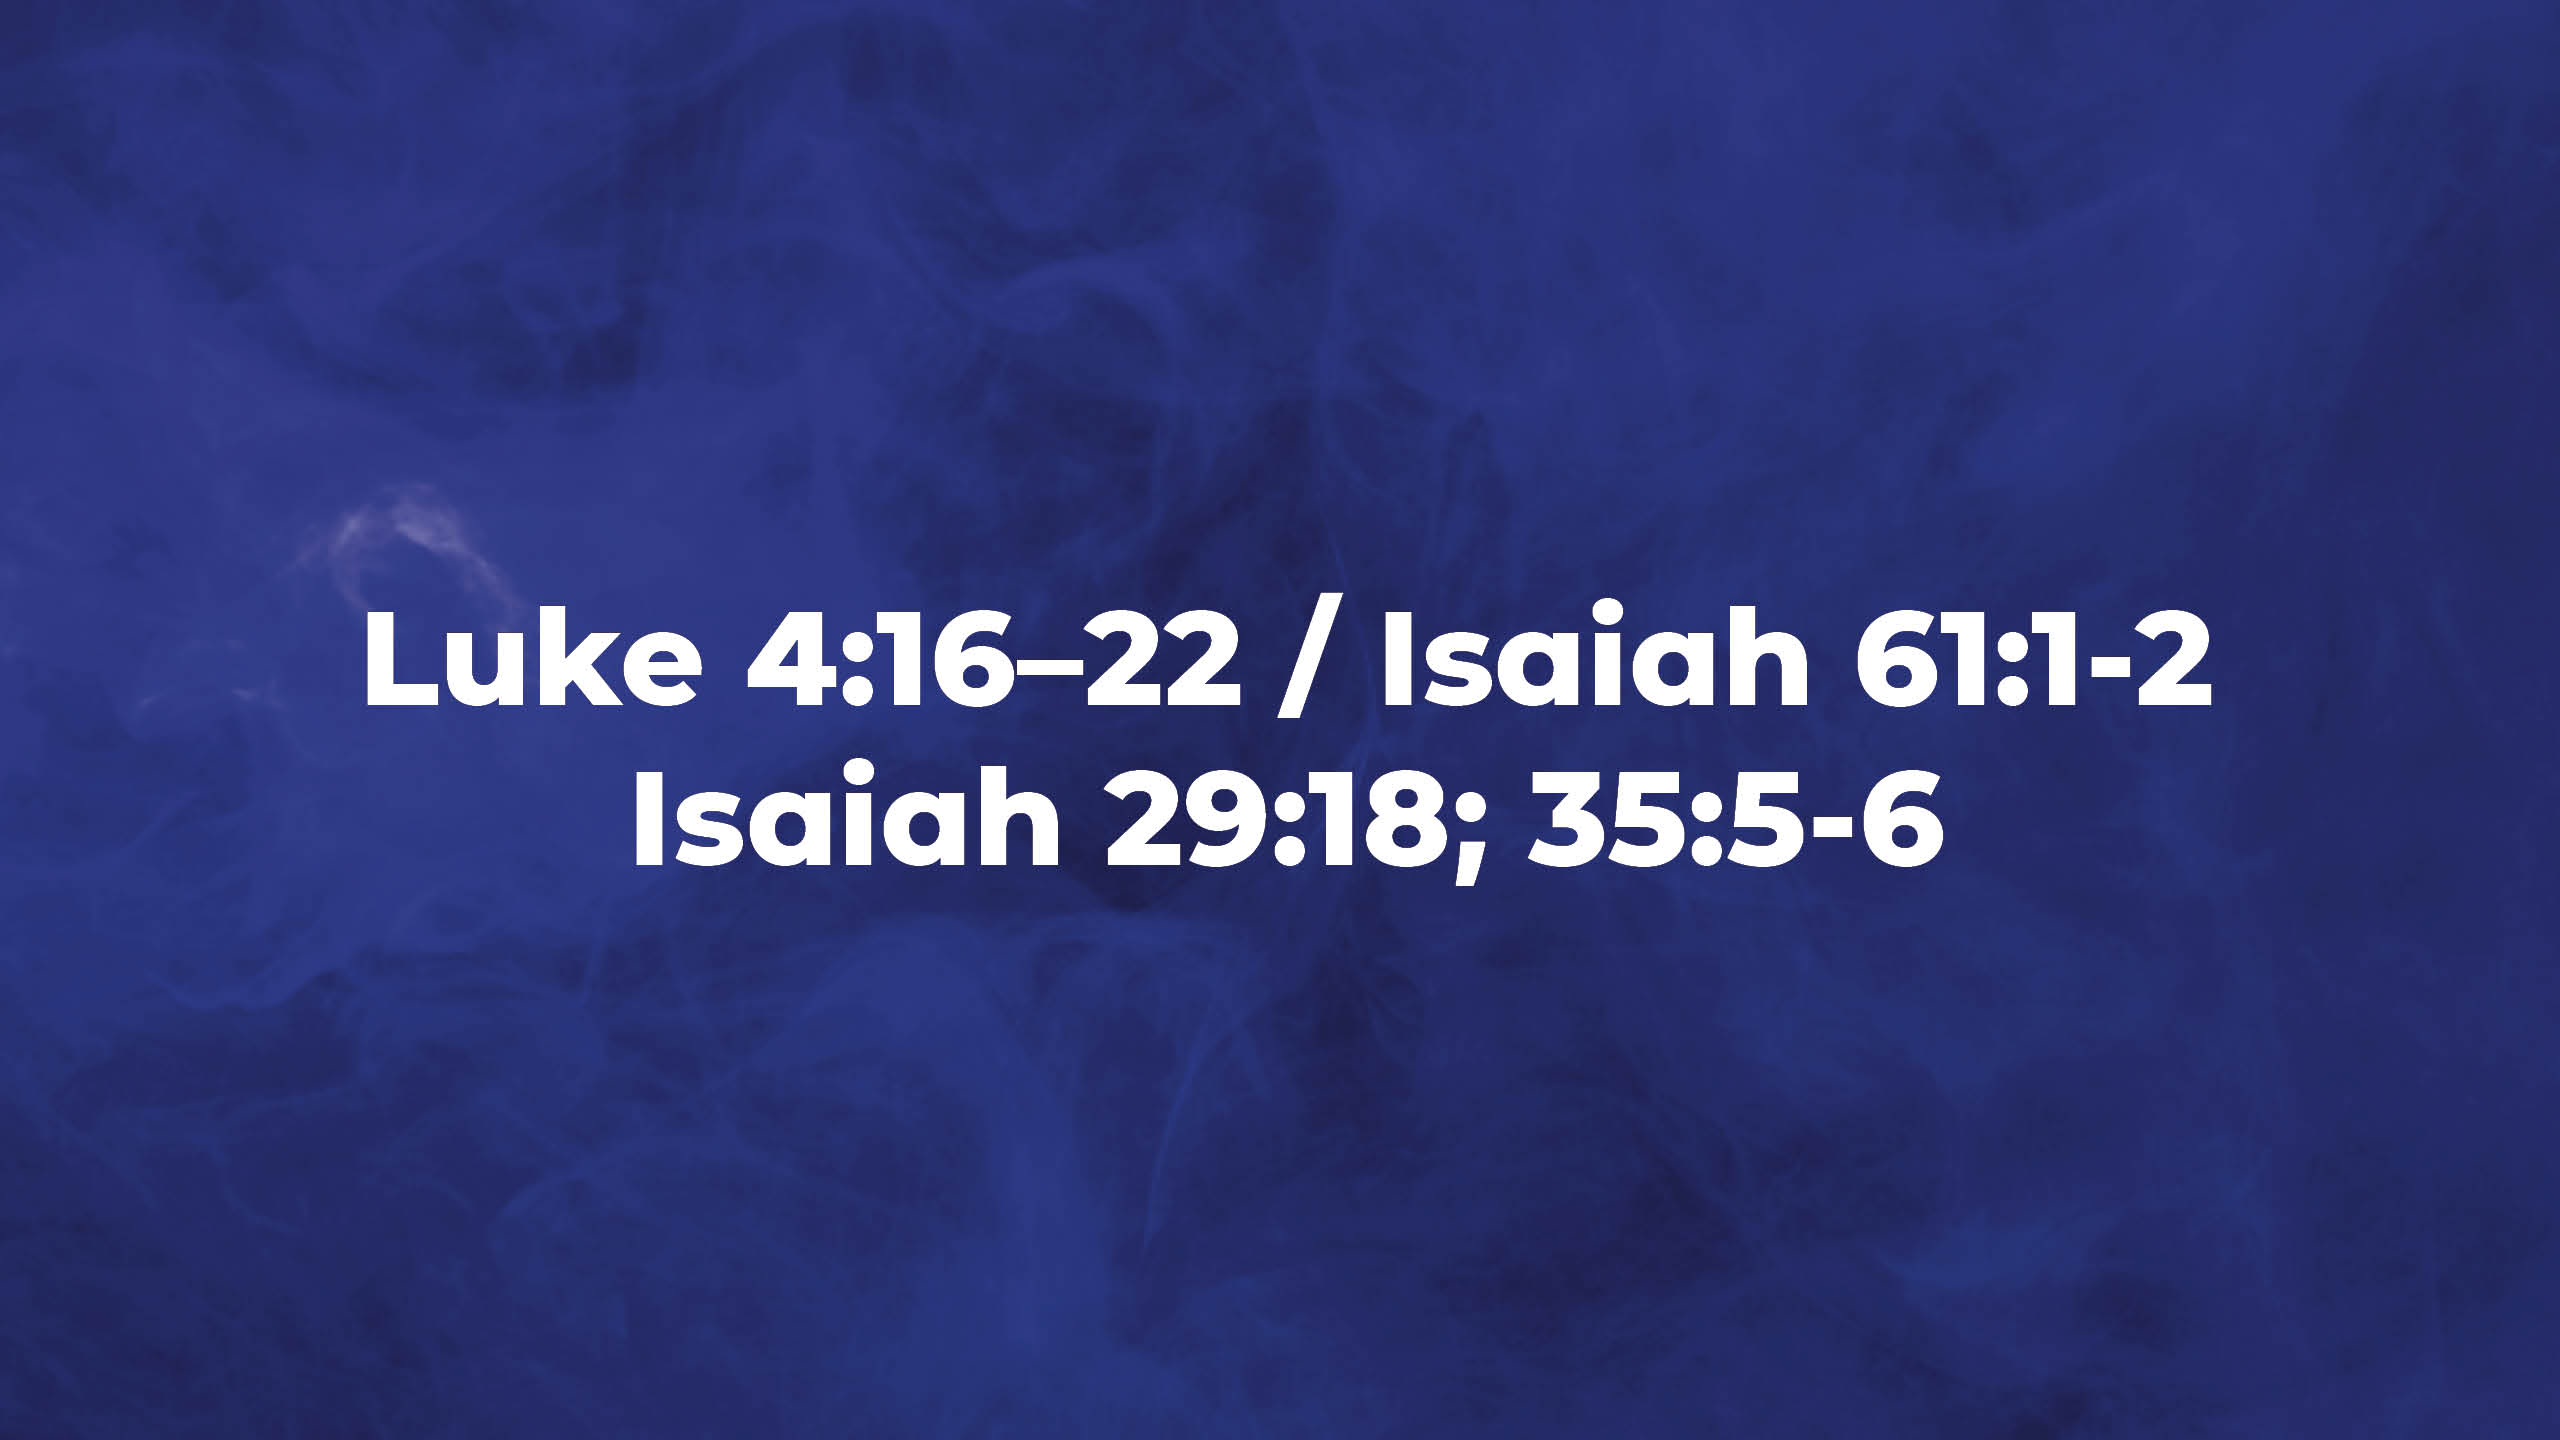 Luke 4:16–22 / Isaiah 61:1-2
Isaiah 29:18; 35:5-6